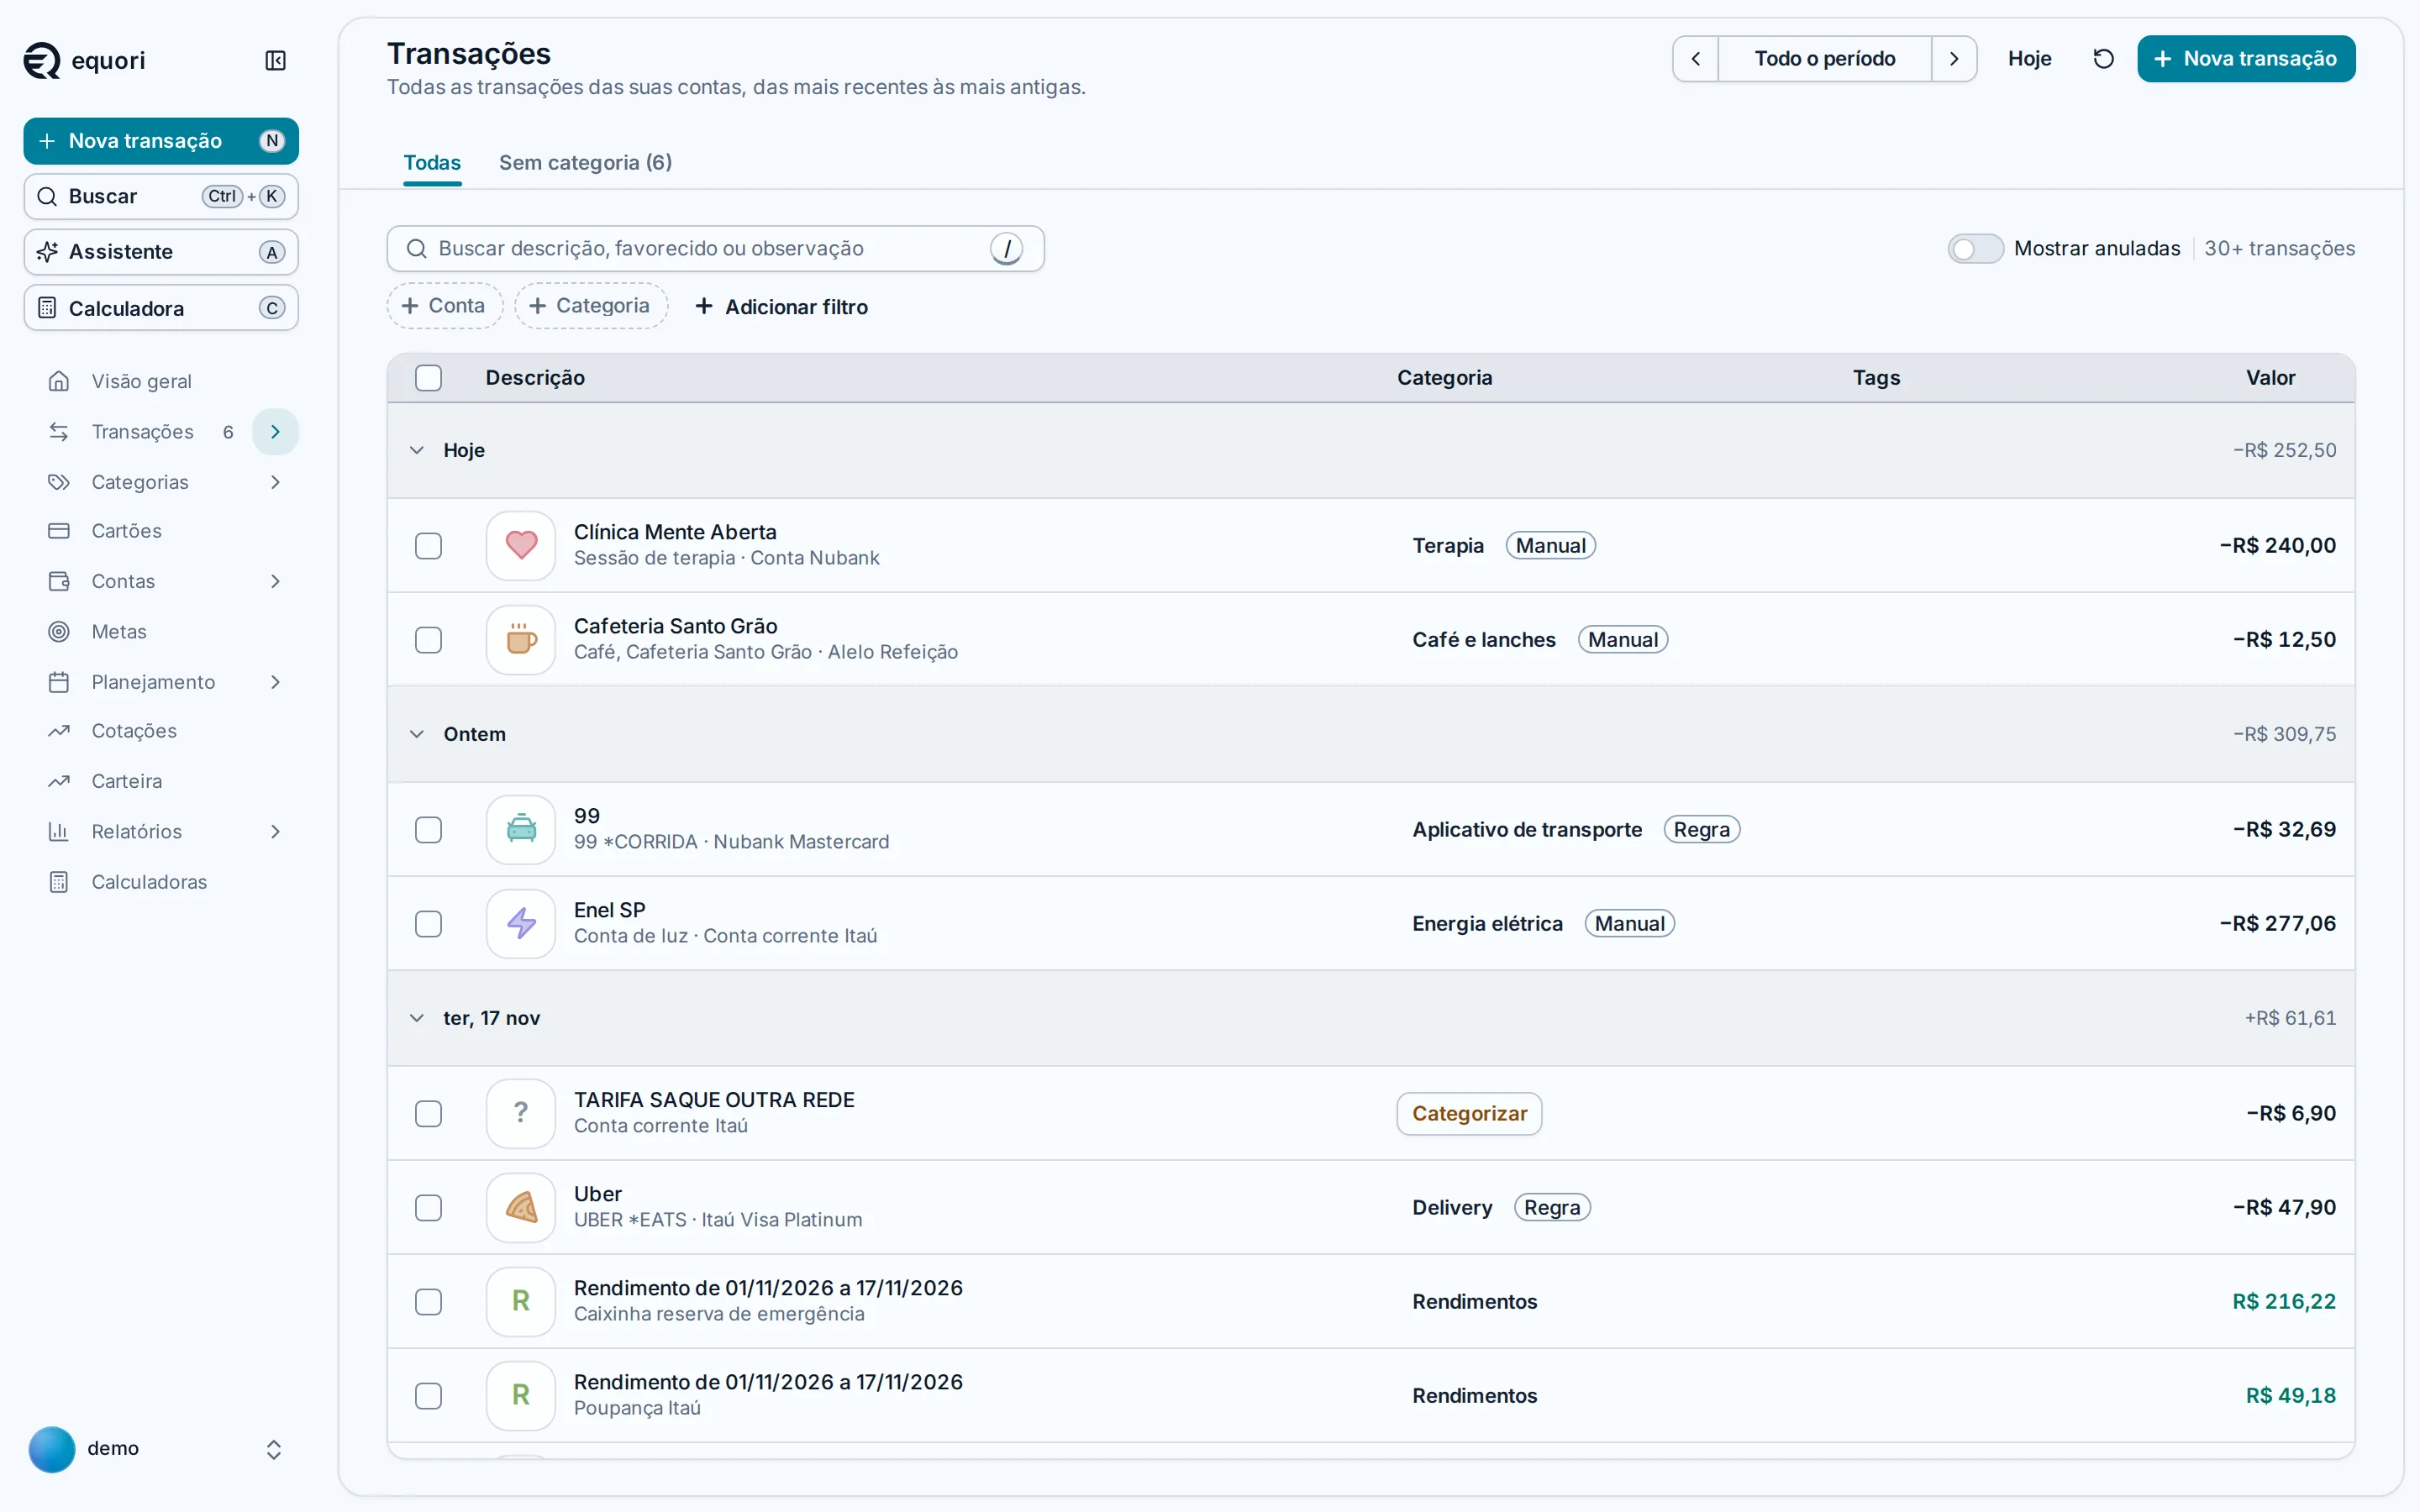 equori
Nova transação N
Buscar Ctrl + K
Assistente A
Calculadora C
Visão geral
Transações 6
Categorias
Cartões
Contas
Metas
Planejamento
Cotações
Carteira
Relatórios
Calculadoras
demo
Transações
Todas as transações das suas contas, das mais recentes às mais antigas.
Todo o período
Hoje
+ Nova transação
Todas
Sem categoria (6)
Buscar descrição, favorecido ou observação /
Mostrar anuladas
30+ transações
+ Conta
+ Categoria
+ Adicionar filtro
Descrição Categoria Tags Valor
Hoje −R$ 252,50
Clínica Mente Aberta
Sessão de terapia · Conta Nubank
Terapia Manual −R$ 240,00
Cafeteria Santo Grão
Café, Cafeteria Santo Grão · Alelo Refeição
Café e lanches Manual −R$ 12,50
Ontem −R$ 309,75
99
99 *CORRIDA · Nubank Mastercard
Aplicativo de transporte Regra −R$ 32,69
Enel SP
Conta de luz · Conta corrente Itaú
Energia elétrica Manual −R$ 277,06
ter, 17 nov +R$ 61,61
?
TARIFA SAQUE OUTRA REDE
Conta corrente Itaú
Categorizar −R$ 6,90
Uber
UBER *EATS · Itaú Visa Platinum
Delivery Regra −R$ 47,90
R
Rendimento de 01/11/2026 a 17/11/2026
Caixinha reserva de emergência
Rendimentos R$ 216,22
R
Rendimento de 01/11/2026 a 17/11/2026
Poupança Itaú
Rendimentos R$ 49,18